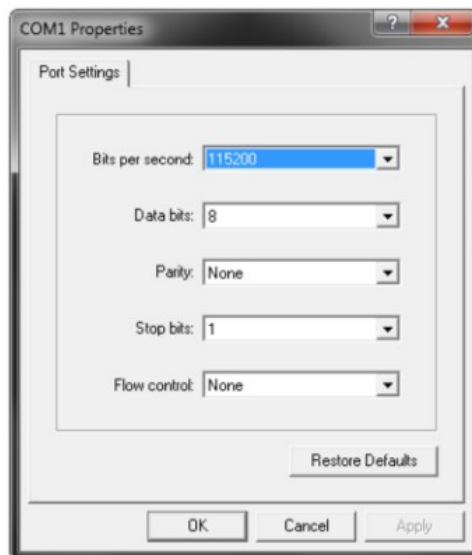 COM1 Properties
Port Settings
Bits per second: 115200
Data bits: 8
Parity: None
Stop bits: 1
Flow control: None
Restore Defaults
OK Cancel Apply